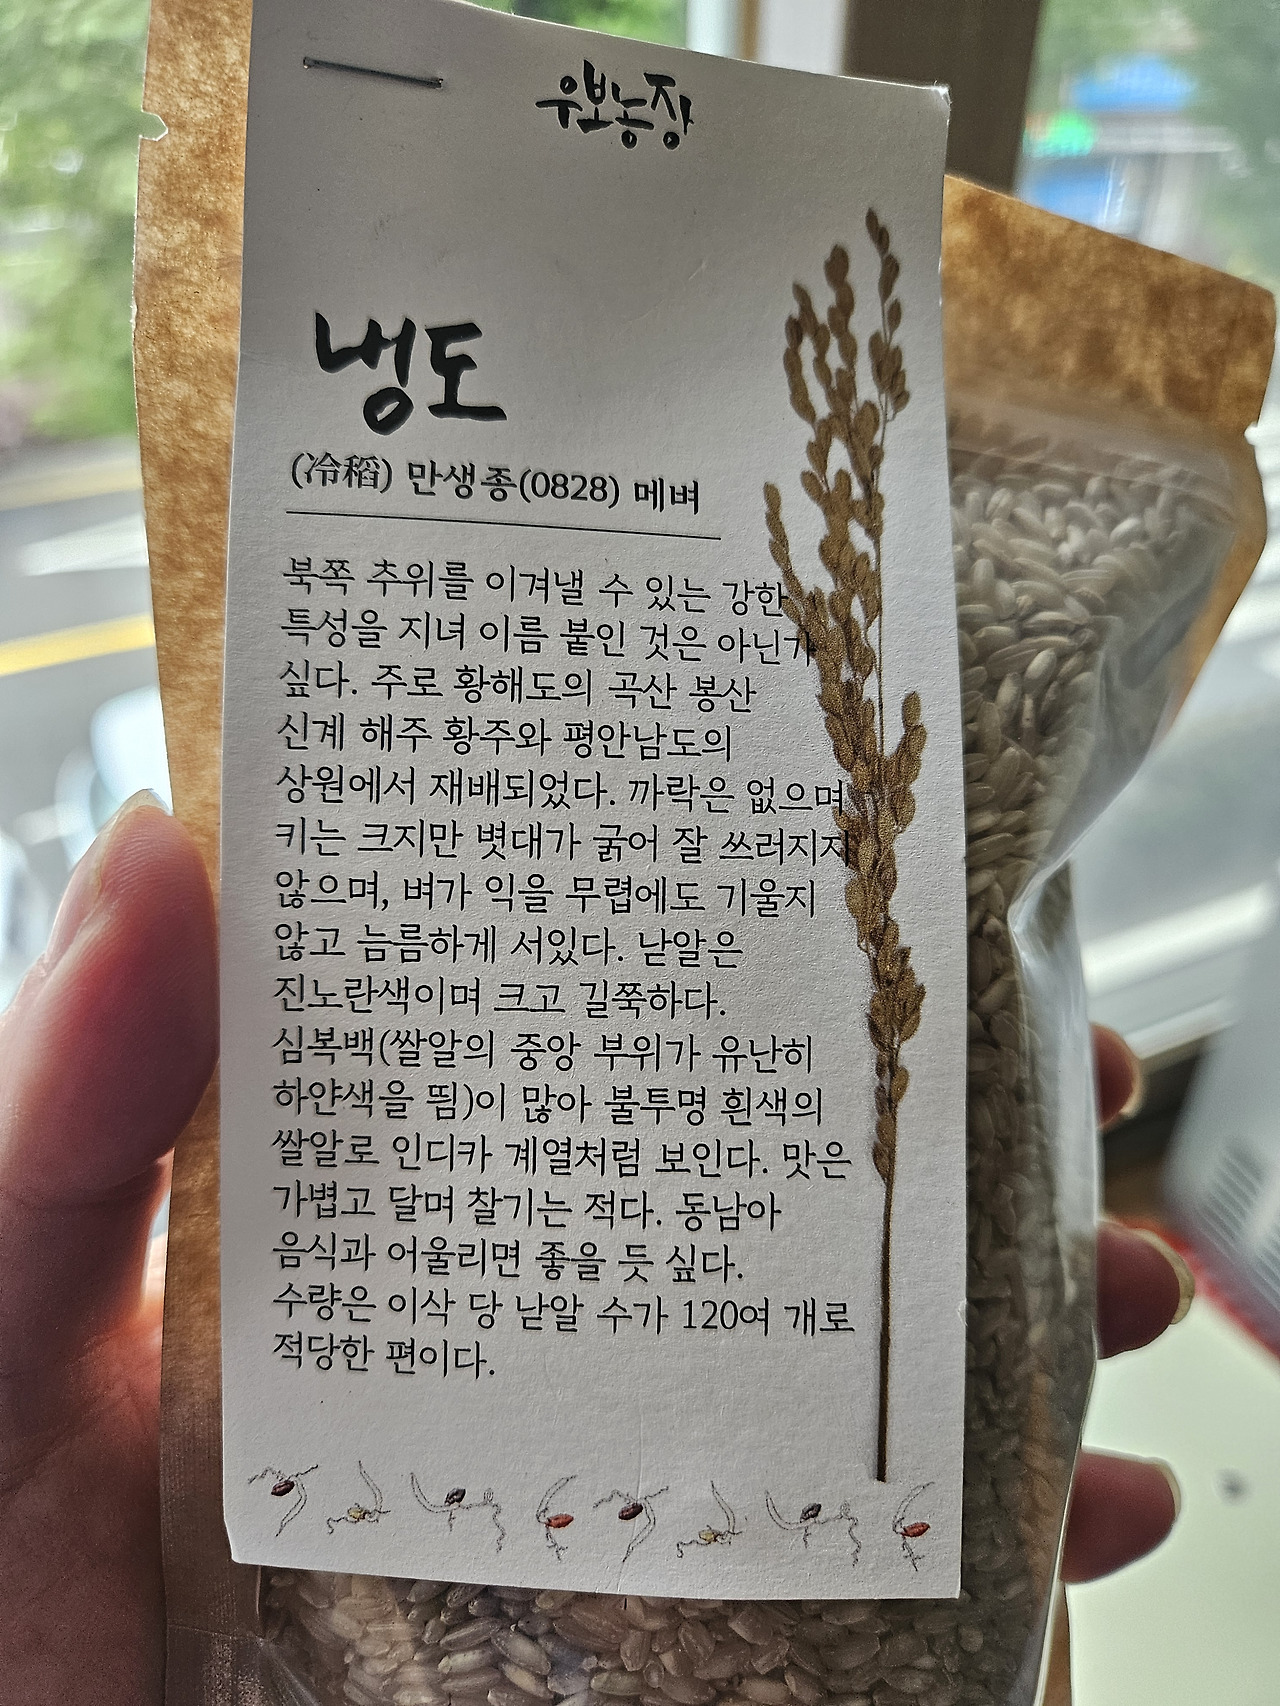 우보농장
냉도
(冷稻) 만생종(0828) 메벼
북쪽 추위를 이겨낼 수 있는 강한
특성을 지녀 이름 붙인 것은 아닌가
싶다. 주로 황해도의 곡산 봉산
신계 해주 황주와 평안남도의
상원에서 재배되었다. 까락은 없으며
키는 크지만 볏대가 굵어 잘 쓰러지지
않으며, 벼가 익을 무렵에도 기울지
않고 늠름하게 서있다. 낟알은
진노란색이며 크고 길쭉하다.
심복백(쌀알의 중앙 부위가 유난히
하얀색을 띔)이 많아 불투명 흰색의
쌀알로 인디카 계열처럼 보인다. 맛은
가볍고 달며 찰기는 적다. 동남아
음식과 어울리면 좋을 듯 싶다.
수량은 이삭 당 낟알 수가 120여 개로
적당한 편이다.